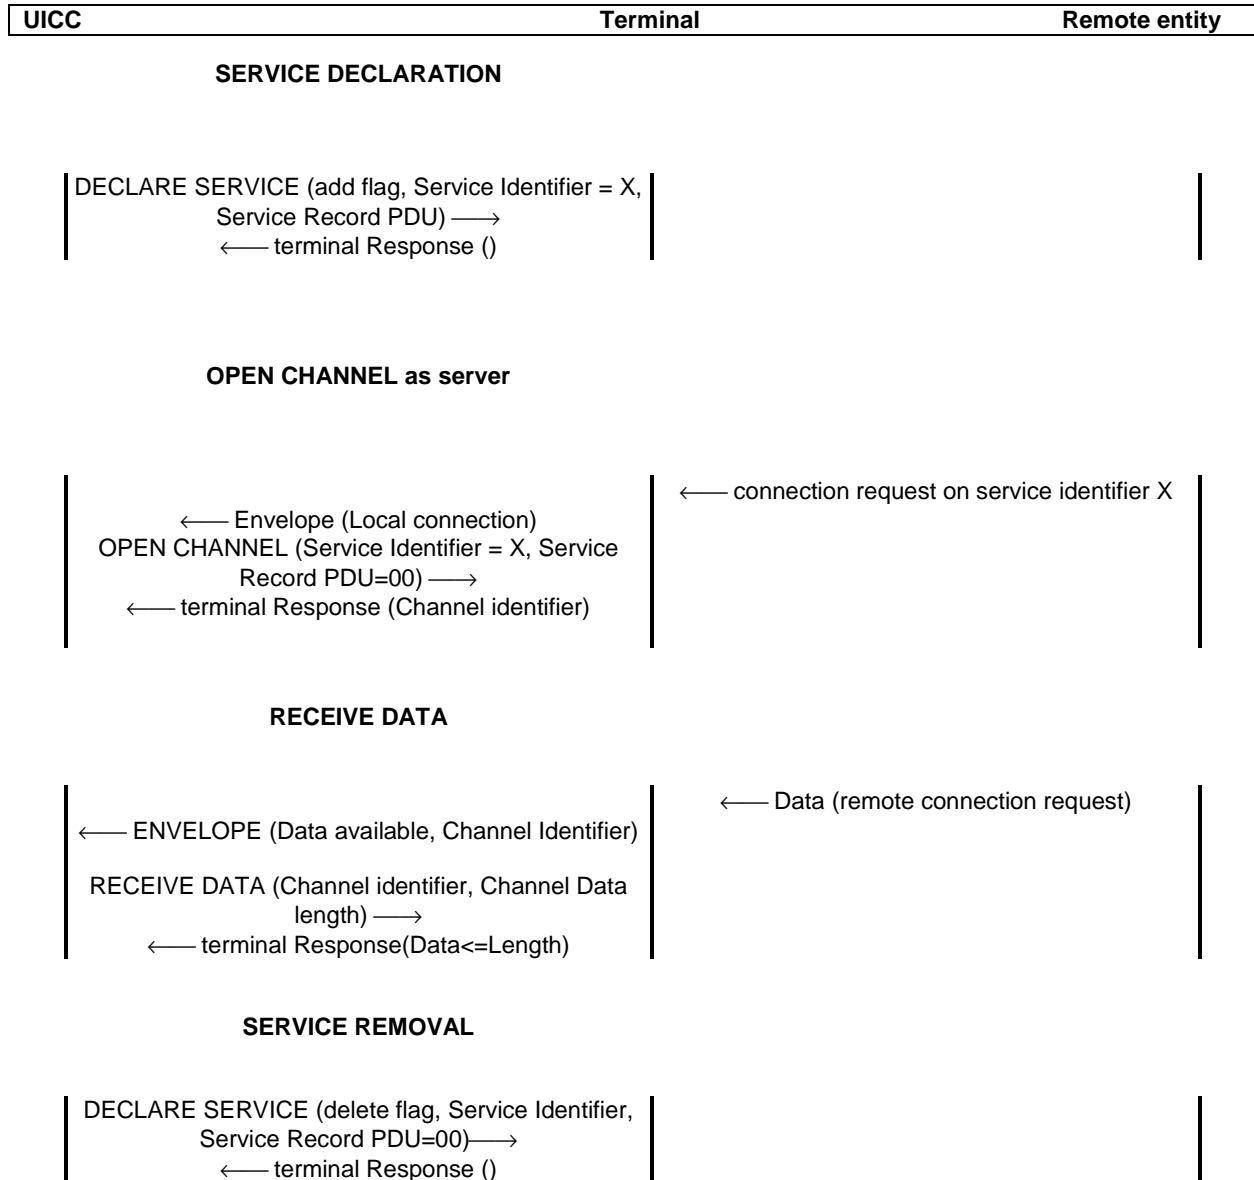 UICC Terminal Remote entity
SERVICE DECLARATION
DECLARE SERVICE (add flag, Service Identifier = X,
Service Record PDU) ⟶
⟵ terminal Response ()
OPEN CHANNEL as server
⟵ connection request on service identifier X
⟵ Envelope (Local connection)
OPEN CHANNEL (Service Identifier = X, Service
Record PDU=00) ⟶
⟵ terminal Response (Channel identifier)
RECEIVE DATA
⟵ Data (remote connection request)
⟵ ENVELOPE (Data available, Channel Identifier)
RECEIVE DATA (Channel identifier, Channel Data
length) ⟶
⟵ terminal Response(Data<=Length)
SERVICE REMOVAL
DECLARE SERVICE (delete flag, Service Identifier,
Service Record PDU=00)⟶
⟵ terminal Response ()